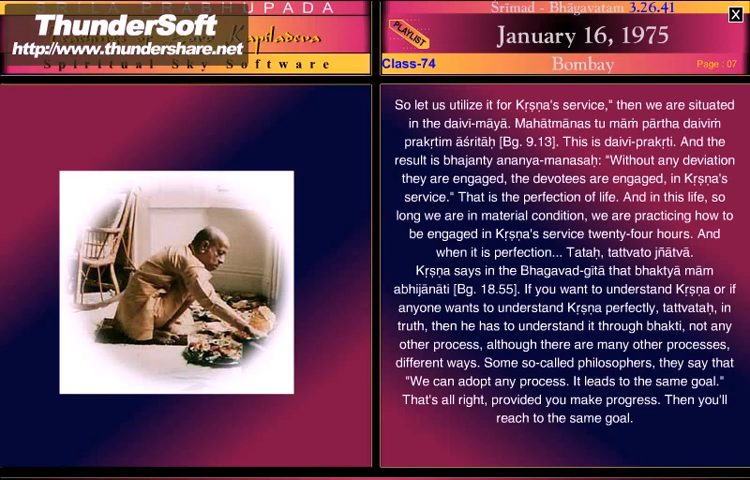 SRILA PRABHUPADA
ThunderSoft
http://www.thundershare.net
Kapiladeva
Spiritual Sky Software
Śrimad - Bhāgavatam 3.26.41
X
PLAYLIST
January 16, 1975
Class-74
Bombay
Page : 07
So let us utilize it for Kṛṣṇa's service," then we are situated
in the daivi-māyā. Mahātmānas tu māṁ pārtha daivīṁ
prakṛtim āśritāḥ [Bg. 9.13]. This is daivi-prakṛti. And the
result is bhajanty ananya-manasaḥ: "Without any deviation
they are engaged, the devotees are engaged, in Kṛṣṇa's
service." That is the perfection of life. And in this life, so
long we are in material condition, we are practicing how to
be engaged in Kṛṣṇa's service twenty-four hours. And
when it is perfection... Tataḥ, tattvato jñātvā.
Kṛṣṇa says in the Bhagavad-gītā that bhaktyā mām
abhijānāti [Bg. 18.55]. If you want to understand Kṛṣṇa or if
anyone wants to understand Kṛṣṇa perfectly, tattvataḥ, in
truth, then he has to understand it through bhakti, not any
other process, although there are many other processes,
different ways. Some so-called philosophers, they say that
"We can adopt any process. It leads to the same goal."
That's all right, provided you make progress. Then you'll
reach to the same goal.